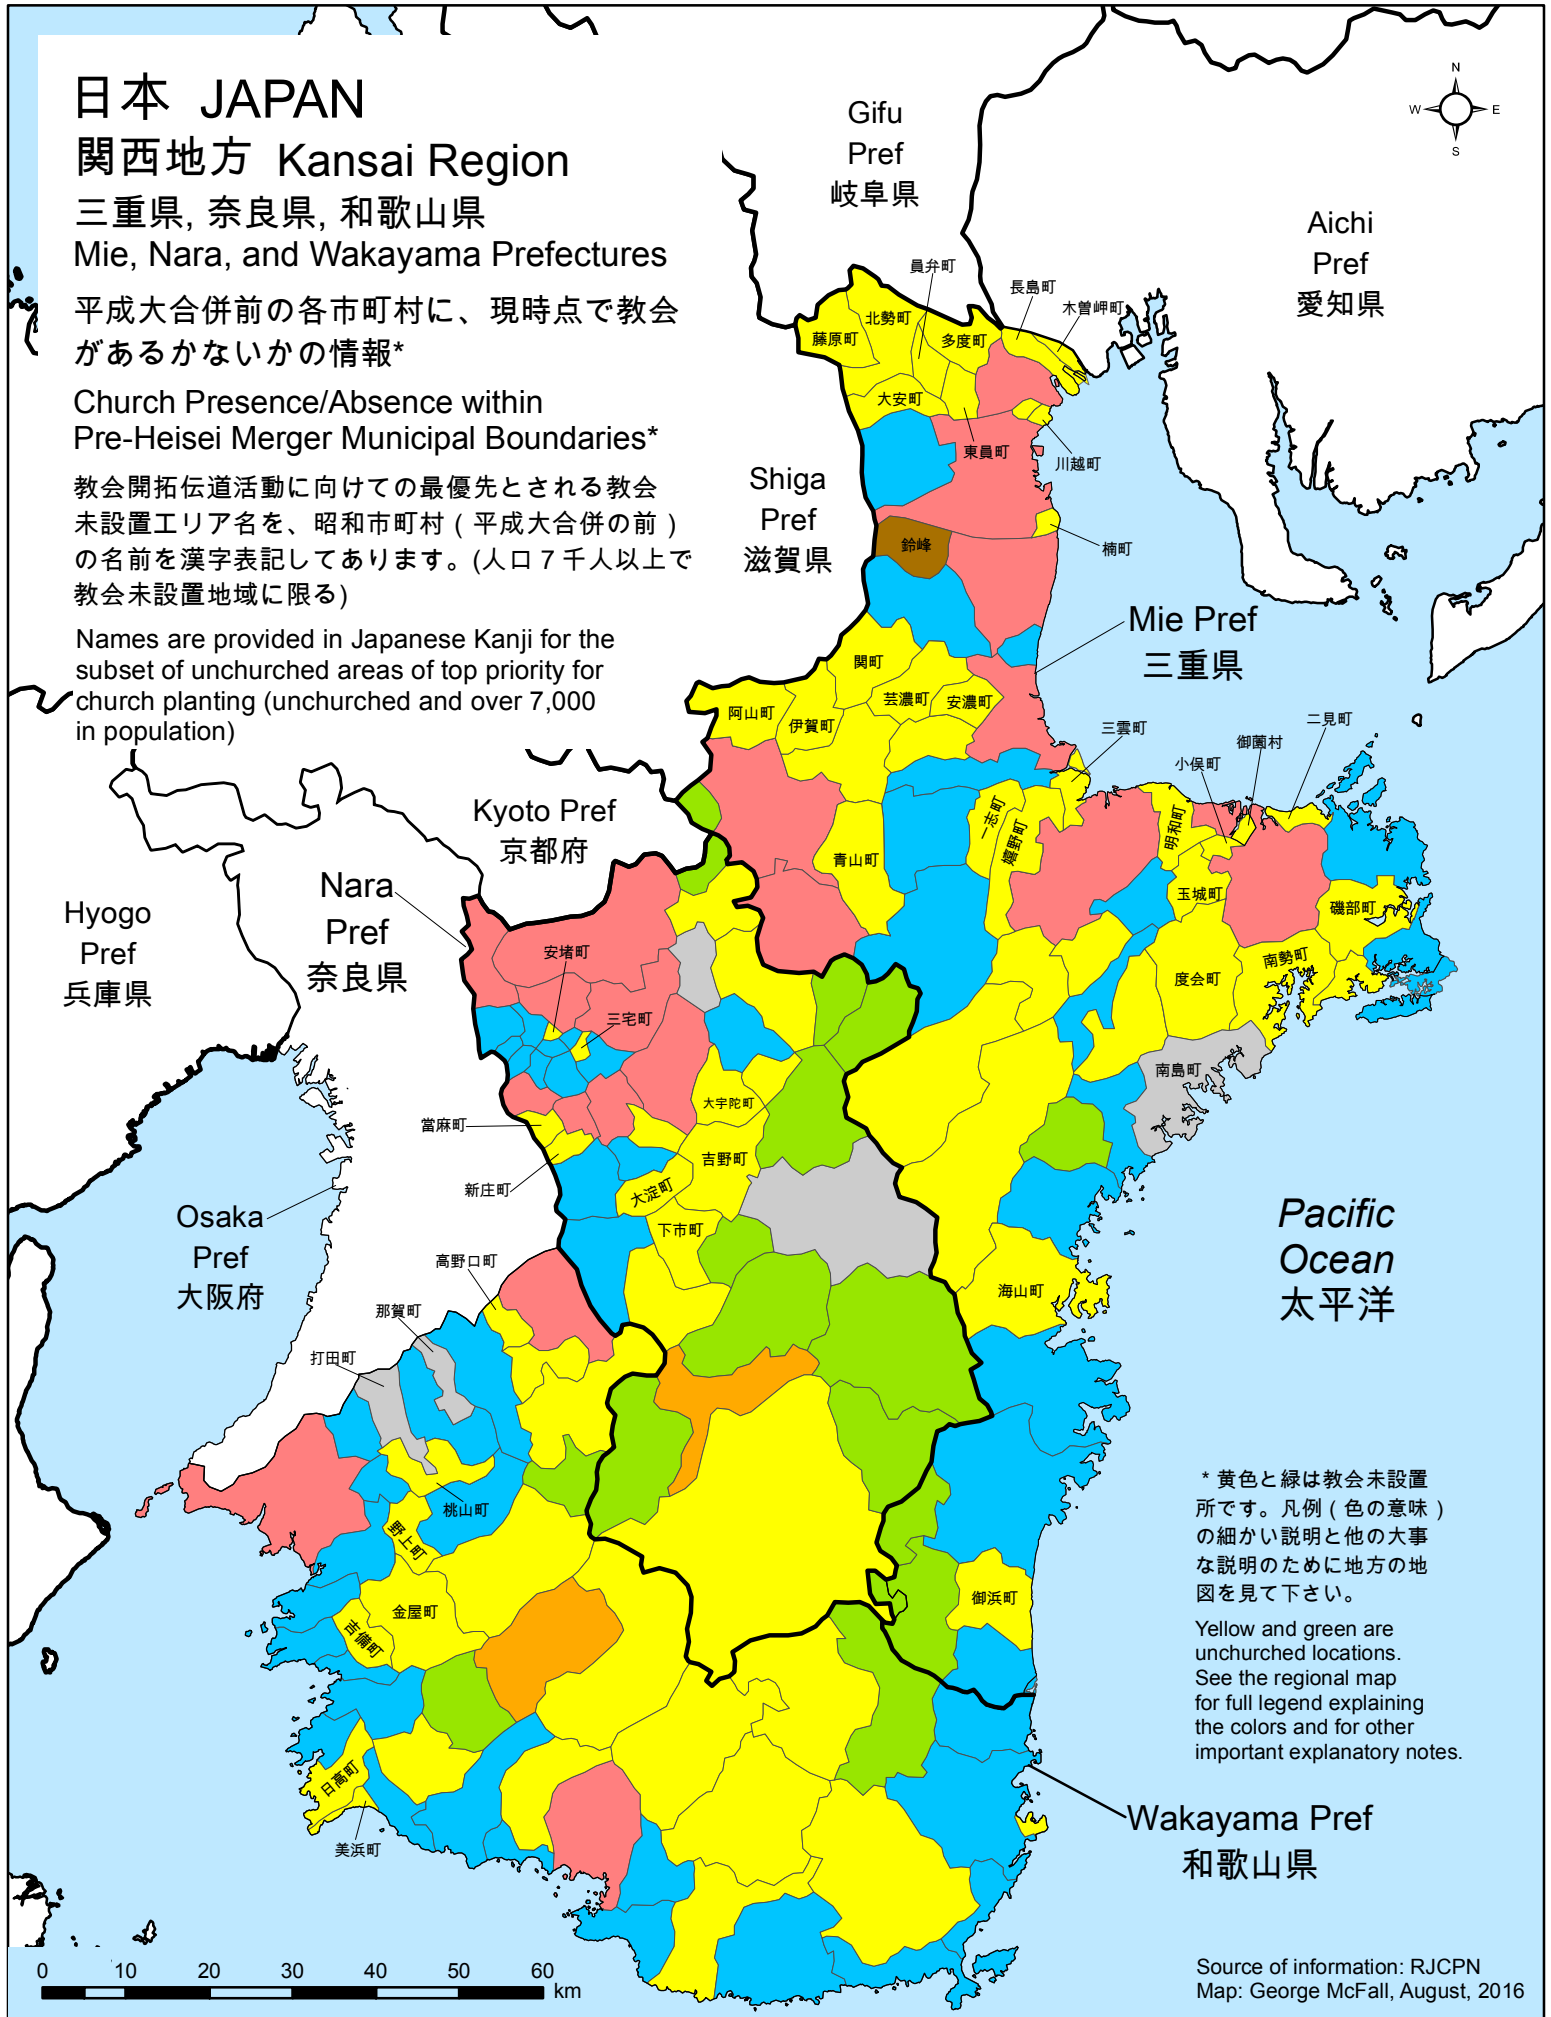 日本 JAPAN
関西地方 Kansai Region
三重県, 奈良県, 和歌山県
Mie, Nara, and Wakayama Prefectures
平成大合併前の各市町村に、現時点で教会
があるかないかの情報*
Church Presence/Absence within
Pre-Heisei Merger Municipal Boundaries*
教会開拓伝道活動に向けての最優先とされる教会
未設置エリア名を、昭和市町村（平成大合併の前）
の名前を漢字表記してあります。(人口７千人以上で
教会未設置地域に限る)
Names are provided in Japanese Kanji for the
subset of unchurched areas of top priority for
church planting (unchurched and over 7,000
in population)
Gifu
Pref
岐阜県
N
W
E
S
Aichi
Pref
愛知県
Shiga
Pref
滋賀県
Mie Pref
三重県
Kyoto Pref
京都府
Nara
Pref
奈良県
Hyogo
Pref
兵庫県
Osaka
Pref
大阪府
Pacific
Ocean
太平洋
Wakayama Pref
和歌山県
員弁町
長島町
木曽岬町
北勢町
藤原町
多度町
大安町
東員町
川越町
鈴峰
楠町
関町
芸濃町
安濃町
阿山町
伊賀町
三雲町
二見町
御薗村
小俣町
一志町
嬉野町
明和町
青山町
玉城町
磯部町
安堵町
度会町
南勢町
三宅町
南島町
大宇陀町
當麻町
吉野町
新庄町
大淀町
下市町
高野口町
海山町
那賀町
打田町
桃山町
野上町
金屋町
吉備町
御浜町
日高町
美浜町
* 黄色と緑は教会未設置
所です。凡例（色の意味）
の細かい説明と他の大事
な説明のために地方の地
図を見て下さい。
Yellow and green are
unchurched locations.
See the regional map
for full legend explaining
the colors and for other
important explanatory notes.
0 10 20 30 40 50 60
km
Source of information: RJCPN
Map: George McFall, August, 2016